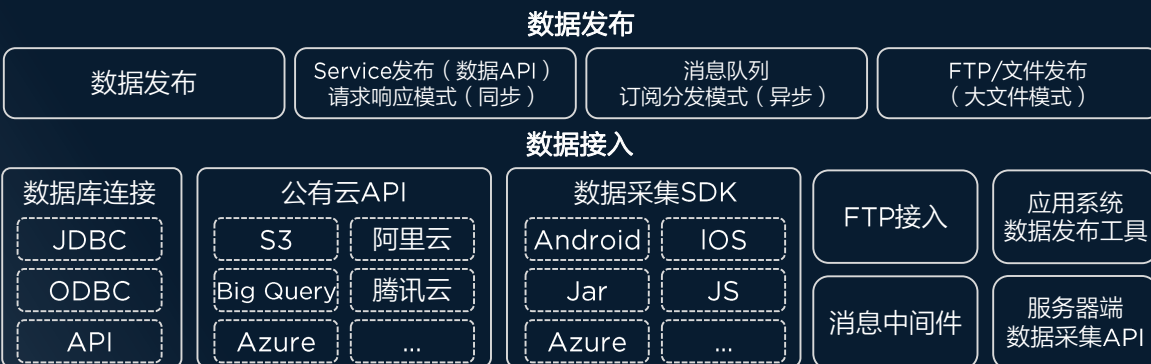 数据发布
数据发布
Service发布（数据API）
请求响应模式（同步）
消息队列
订阅分发模式（异步）
FTP/文件发布
（大文件模式）
数据接入
数据库连接
JDBC
ODBC
API
公有云API
S3
阿里云
Big Query
腾讯云
Azure
...
数据采集SDK
Android
IOS
Jar
JS
Azure
...
FTP接入
消息中间件
应用系统
数据发布工具
服务器端
数据采集API